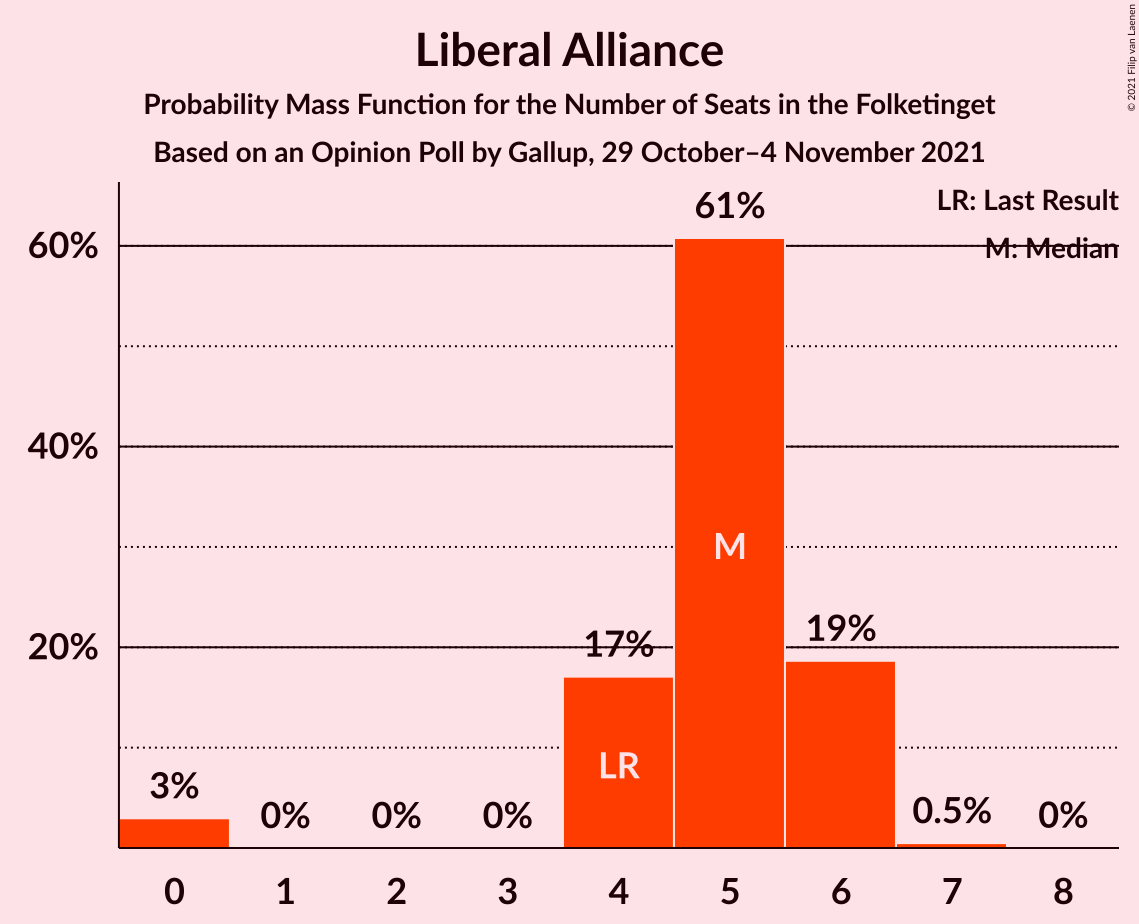 Liberal Alliance
Probability Mass Function for the Number of Seats in the Folketinget
Based on an Opinion Poll by Gallup, 29 October–4 November 2021
© 2021 Filip van Laenen
LR: Last Result
M: Median
60%
40%
20%
3%
0%
0%
0%
17%
61%
19%
0.5%
0%
LR
M
0 1 2 3 4 5 6 7 8